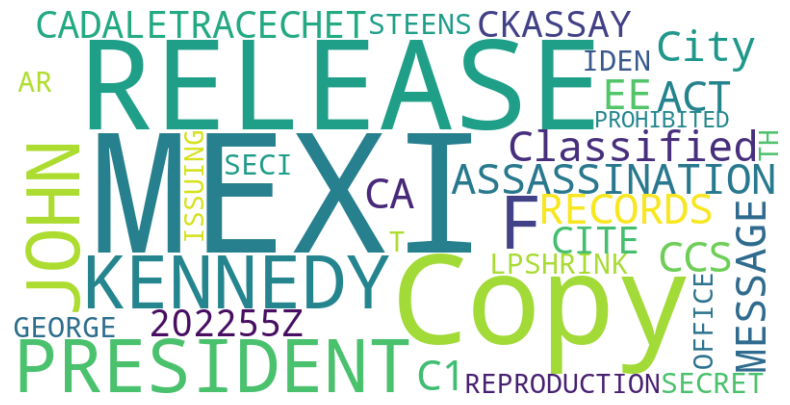 CADALETRACECHET STEENS CKASSAY
RELEASE IDEN City
AR EE ACT
PROHIBITED
MEXI Classified TH
JOHN ISSUING SECI CA ASSASSINATION
F RECORDS
T CITE
KENNEDY Copy LPSHRINK CCS MESSAGE
GEORGE 202255Z OFFICE
PRESIDENT C1 REPRODUCTION SECRET